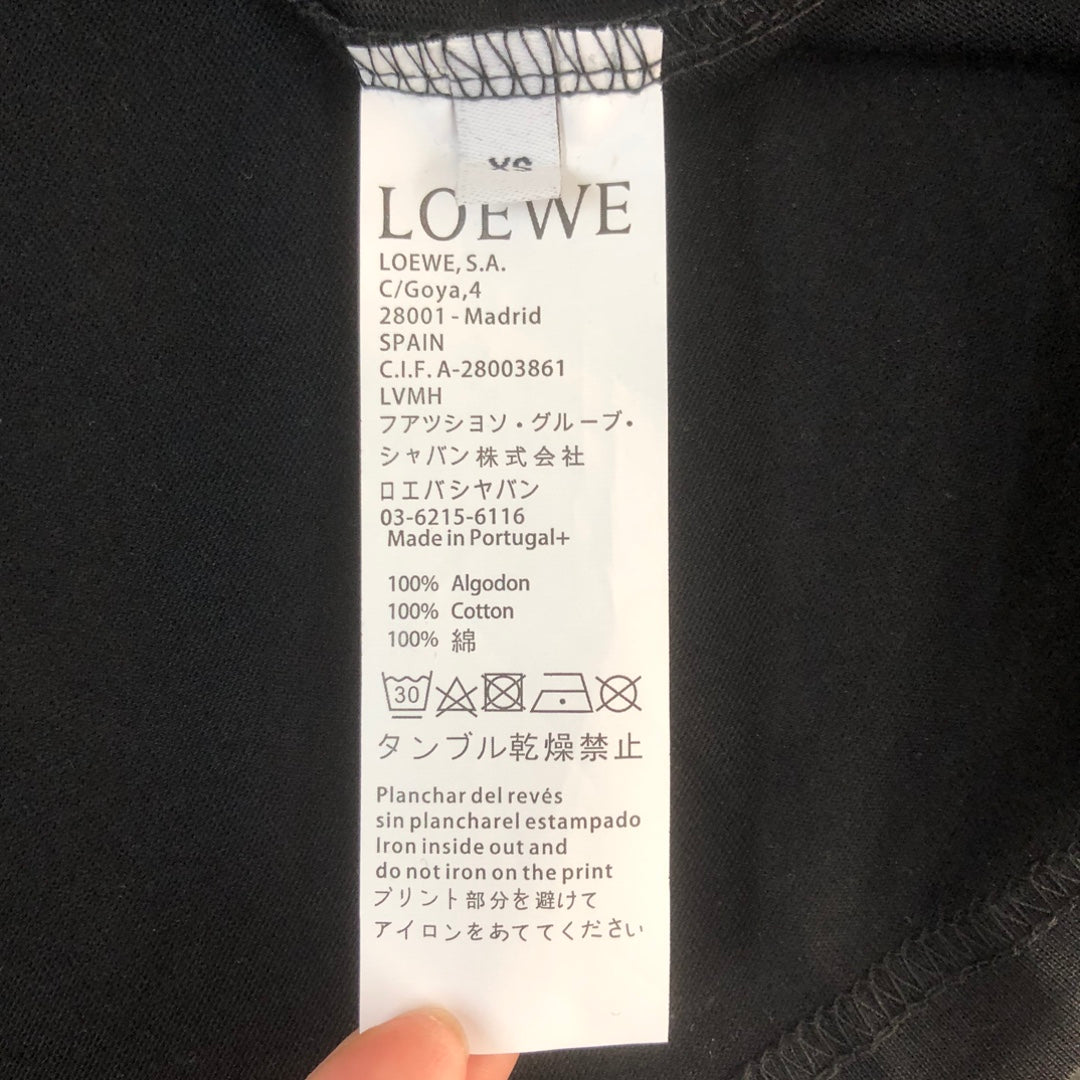 XS
LOEWE
LOEWE, S.A.
C/Goya,4
28001 - Madrid
SPAIN
C.I.F. A-28003861
LVMH
フアツシヨソ・グルーブ・
シャバン株式会社
ロエバシヤバン
03-6215-6116
Made in Portugal+
100% Algodon
100% Cotton
100% 綿
30
タンブル乾燥禁止
Planchar del revés
sin plancharel estampado
Iron inside out and
do not iron on the print
プリント部分を避けて
アイロンをあててください